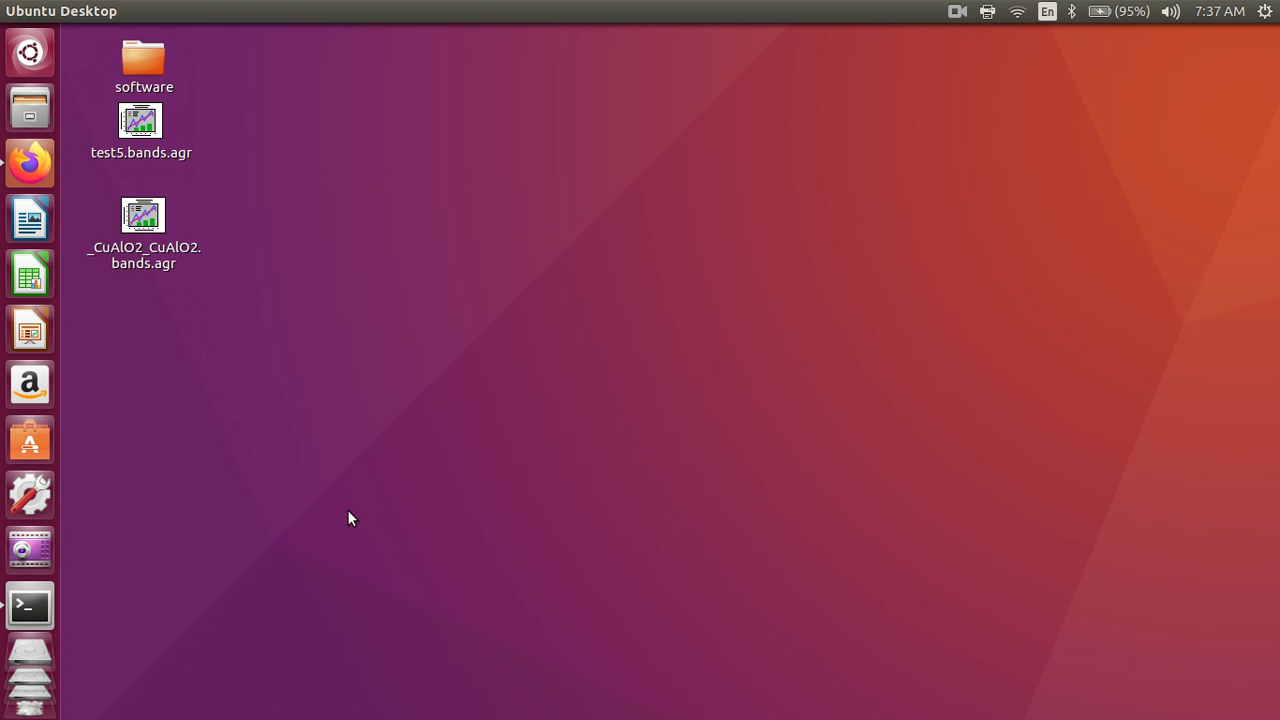 Ubuntu Desktop
En
(95%)
7:37 AM
software
test5.bands.agr
_CuAlO2_CuAlO2.
bands.agr